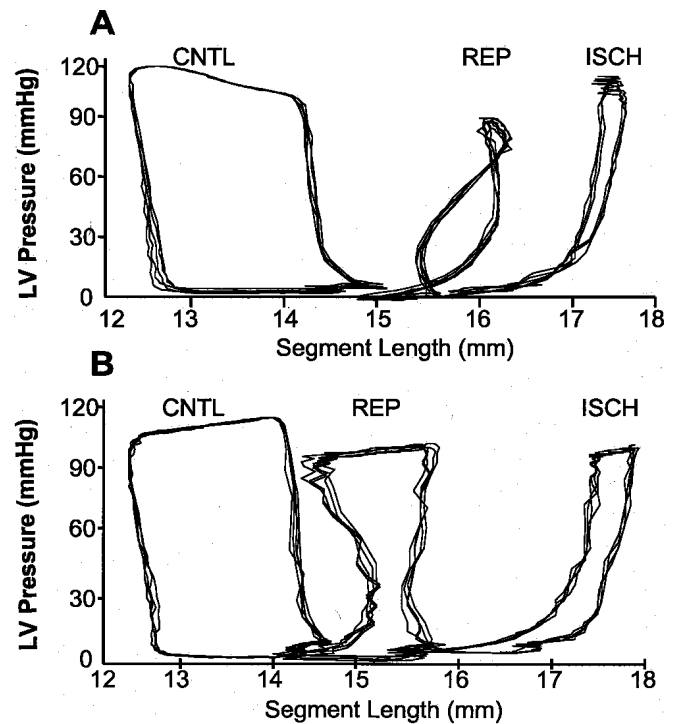 A
CNTL REP ISCH
120
90
60
30
0
LV Pressure (mmHg)
12 13 14 15 16 17 18
Segment Length (mm)
B
CNTL REP ISCH
120
90
60
30
0
LV Pressure (mmHg)
12 13 14 15 16 17 18
Segment Length (mm)